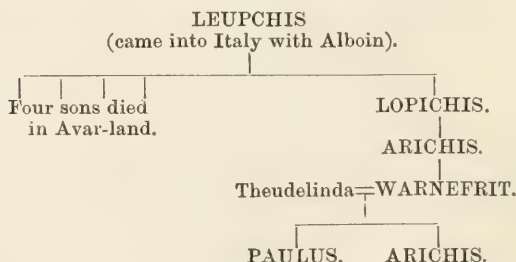 LEUPCHIS
(came into Italy with Alboin).
Four sons died
in Avar-land.
LOPICHIS.
ARICHIS.
Theudelinda=WARNEFRIT.
PAULUS. ARICHIS.